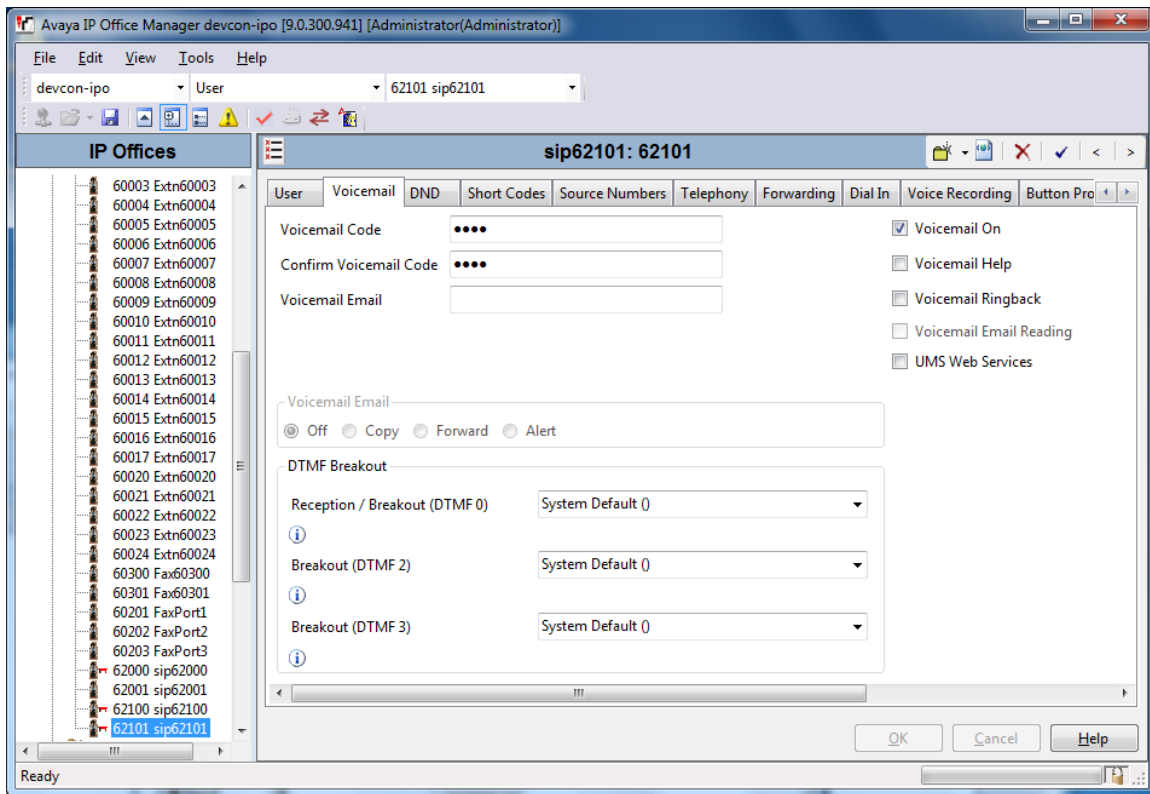 Avaya IP Office Manager devcon-ipo [9.0.300.941] [Administrator(Administrator)]
File Edit View Tools Help
devcon-ipo User 62101 sip62101
IP Offices
60003 Extn60003
60004 Extn60004
60005 Extn60005
60006 Extn60006
60007 Extn60007
60008 Extn60008
60009 Extn60009
60010 Extn60010
60011 Extn60011
60012 Extn60012
60013 Extn60013
60014 Extn60014
60015 Extn60015
60016 Extn60016
60017 Extn60017
60020 Extn60020
60021 Extn60021
60022 Extn60022
60023 Extn60023
60024 Extn60024
60300 Fax60300
60301 Fax60301
60201 FaxPort1
60202 FaxPort2
60203 FaxPort3
62000 sip62000
62001 sip62001
62100 sip62100
62101 sip62101
sip62101: 62101
User Voicemail DND Short Codes Source Numbers Telephony Forwarding Dial In Voice Recording Button Pro
Voicemail Code ••••
Confirm Voicemail Code ••••
Voicemail Email
Voicemail On
Voicemail Help
Voicemail Ringback
Voicemail Email Reading
UMS Web Services
Voicemail Email
Off Copy Forward Alert
DTMF Breakout
Reception / Breakout (DTMF 0) System Default ()
Breakout (DTMF 2) System Default ()
Breakout (DTMF 3) System Default ()
OK Cancel Help
Ready